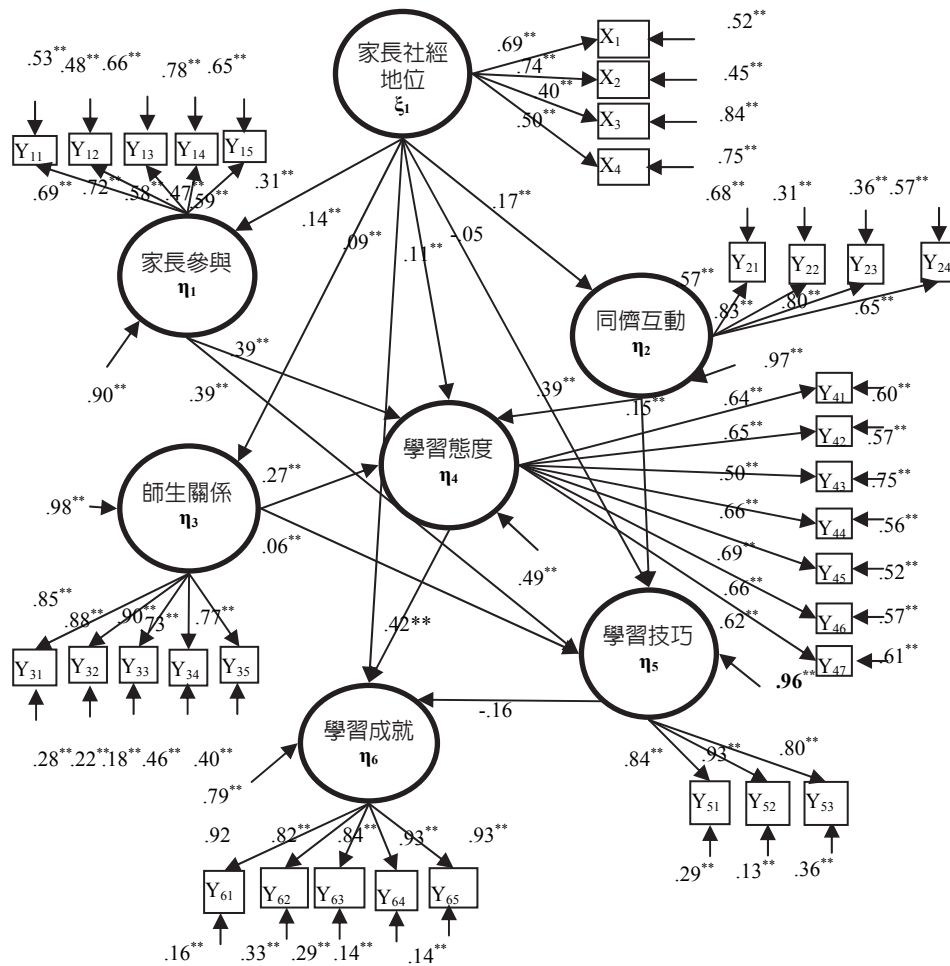 家長社經
地位
ξ1
.69**
.74**
.40**
.50**
X1
X2
X3
X4
.52**
.45**
.84**
.75**
.53**
.48**
.66**
.78**
.65**
Y11
Y12
Y13
Y14
Y15
.69**
.72**
.58**
.47**
.59**
.31**
.14**
.09**
.11**
-.05
.17**
家長參與
η1
.90**
.68**
.31**
.36**
.57**
Y21
Y22
Y23
Y24
.57**
.83**
.80**
.65**
同儕互動
η2
.97**
.39**
.39**
.39**
.15**
學習態度
η4
.49**
.64**
.65**
.50**
.66**
.69**
.66**
.62**
Y41
Y42
Y43
Y44
Y45
Y46
Y47
.60**
.57**
.75**
.56**
.52**
.57**
.61**
師生關係
η3
.98**
.27**
.06**
.85**
.88**
.90**
.73**
.77**
Y31
Y32
Y33
Y34
Y35
.28**
.22**
.18**
.46**
.40**
.42**
學習技巧
η5
.96**
-.16
.84**
.93**
.80**
Y51
Y52
Y53
.29**
.13**
.36**
學習成就
η6
.79**
.92
.82**
.84**
.93**
.93**
Y61
Y62
Y63
Y64
Y65
.16**
.33**
.29**
.14**
.14**